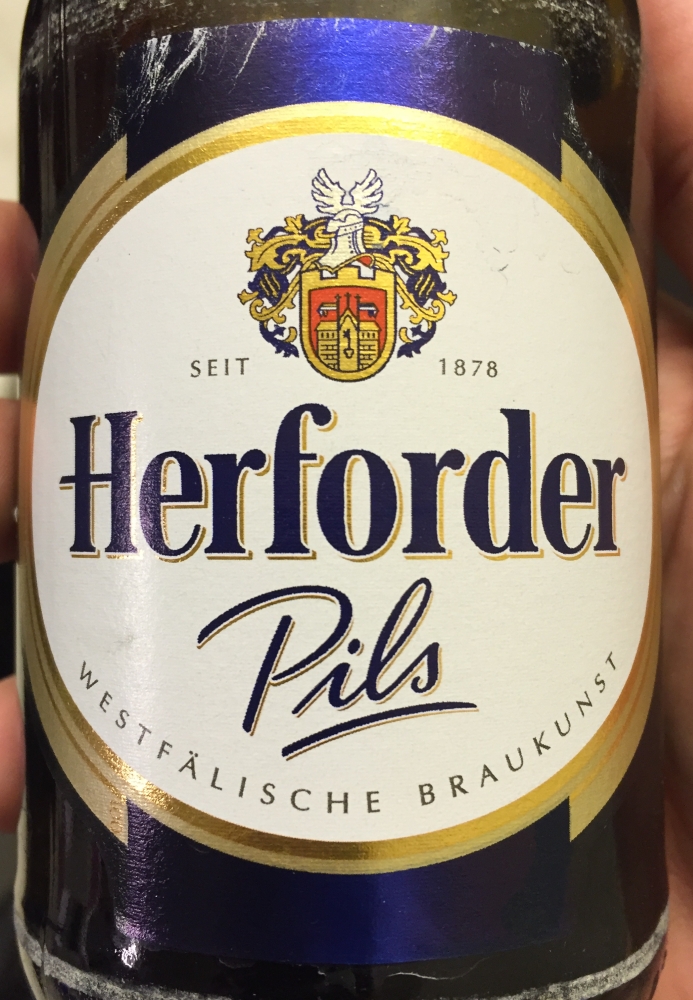 SEIT 1878
Herforder
Pils
WESTFÄLISCHE BRAUKUNST